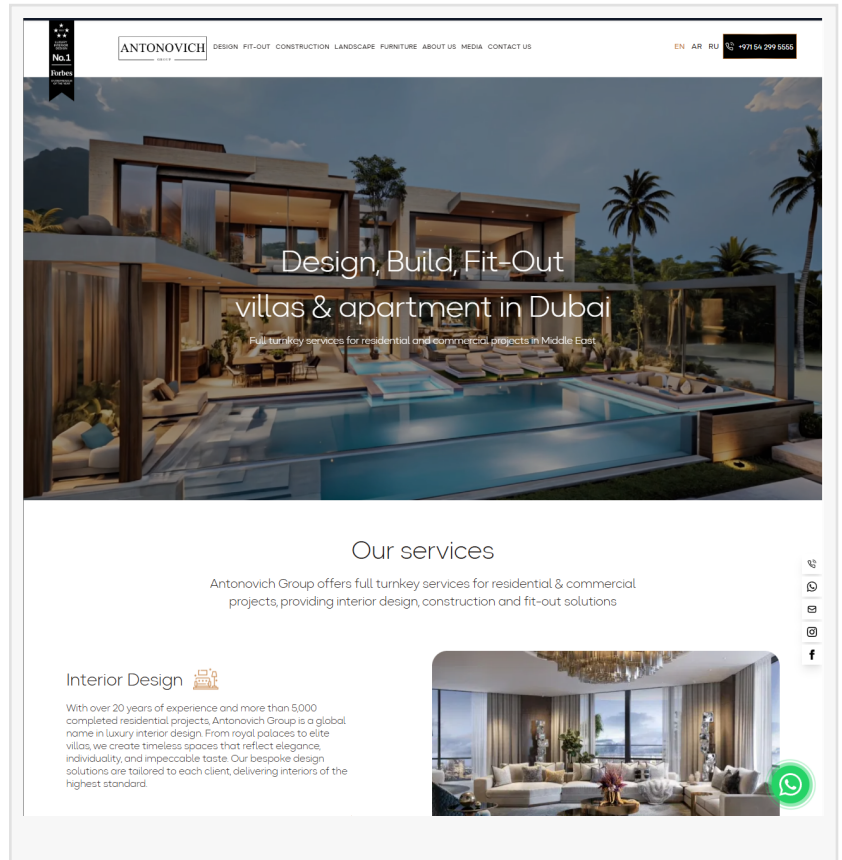 LUXURY
INTERIOR
DESIGN
No.1
Forbes
ANTONOVICH
GROUP
DESIGN FIT-OUT CONSTRUCTION LANDSCAPE FURNITURE ABOUT US MEDIA CONTACT US
EN AR RU +971 54 299 5555
Design, Build, Fit-Out
villas & apartment in Dubai
Full turnkey services for residential and commercial projects in Middle East
Our services
Antonovich Group offers full turnkey services for residential & commercial
projects, providing interior design, construction and fit-out solutions
Interior Design
With over 20 years of experience and more than 5,000
completed residential projects, Antonovich Group is a global
name in luxury interior design. From royal palaces to elite
villas, we create timeless spaces that reflect elegance,
individuality, and impeccable taste. Our bespoke design
solutions are tailored to each client, delivering interiors of the
highest standard.